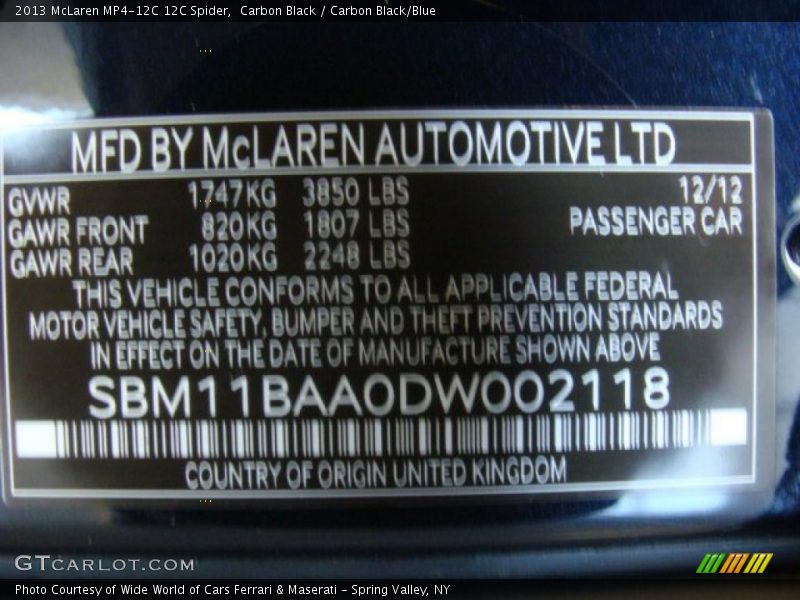 2013 McLaren MP4-12C 12C Spider,  Carbon Black / Carbon Black/Blue
MFD BY McLAREN AUTOMOTIVE LTD
GVWR 1747KG 3850 LBS 12/12
GAWR FRONT 820KG 1807 LBS PASSENGER CAR
GAWR REAR 1020KG 2248 LBS
THIS VEHICLE CONFORMS TO ALL APPLICABLE FEDERAL
MOTOR VEHICLE SAFETY, BUMPER AND THEFT PREVENTION STANDARDS
IN EFFECT ON THE DATE OF MANUFACTURE SHOWN ABOVE
SBM11BAA0DW002118
COUNTRY OF ORIGIN UNITED KINGDOM
GTCARLOT.COM
Photo Courtesy of Wide World of Cars Ferrari & Maserati - Spring Valley, NY